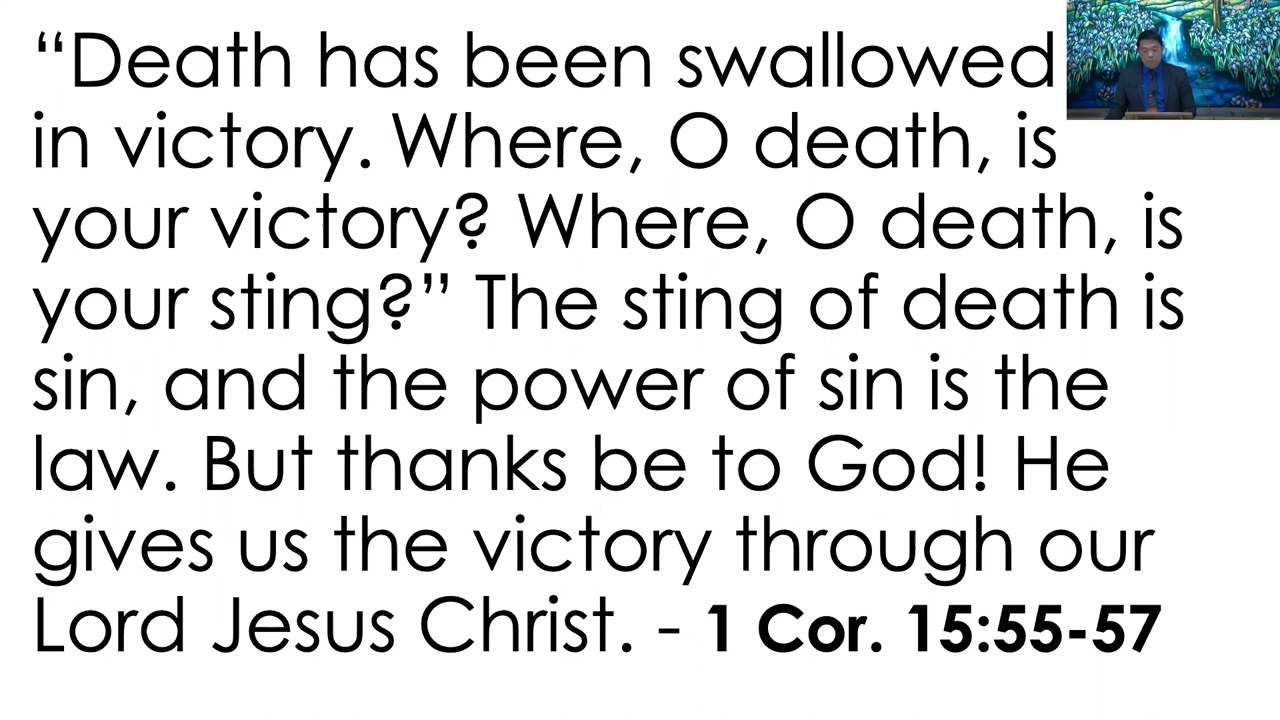 “Death has been swallowed
in victory. Where, O death, is
your victory? Where, O death, is
your sting?” The sting of death is
sin, and the power of sin is the
law. But thanks be to God! He
gives us the victory through our
Lord Jesus Christ. - 1 Cor. 15:55-57